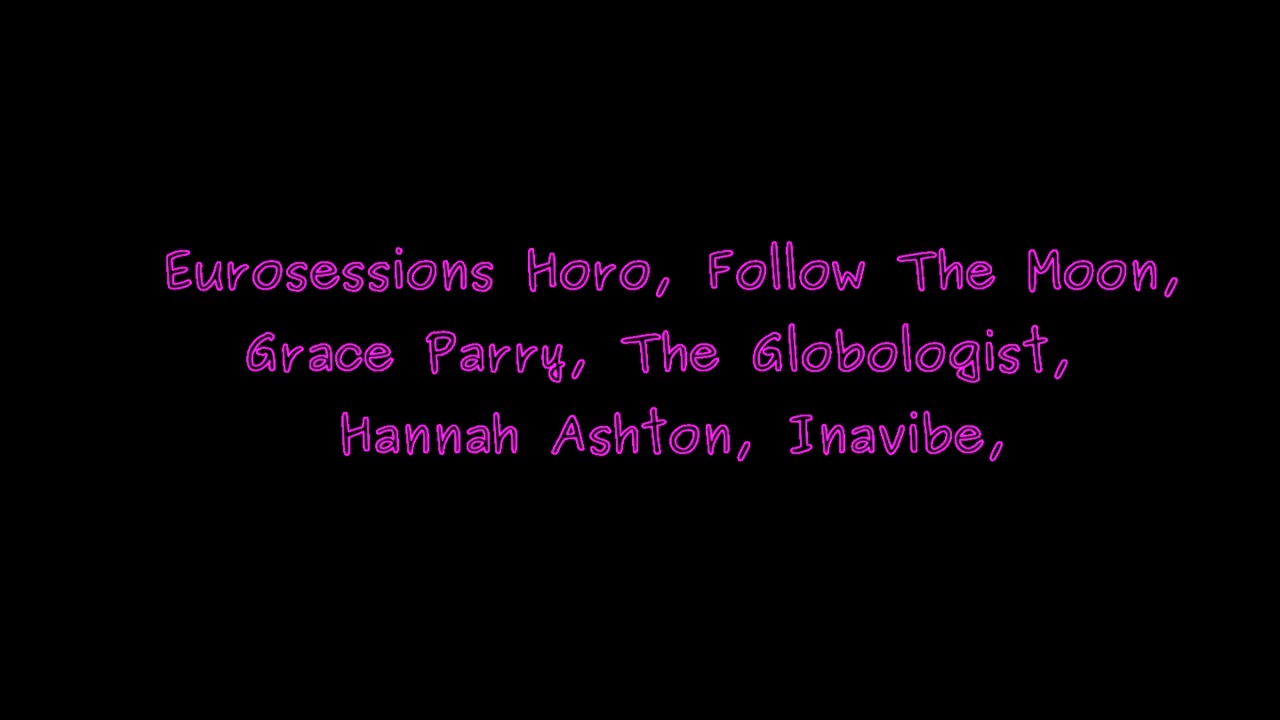 Eurosessions Horo, Follow The Moon,
Grace Parry, The Globologist,
Hannah Ashton, Inavibe,